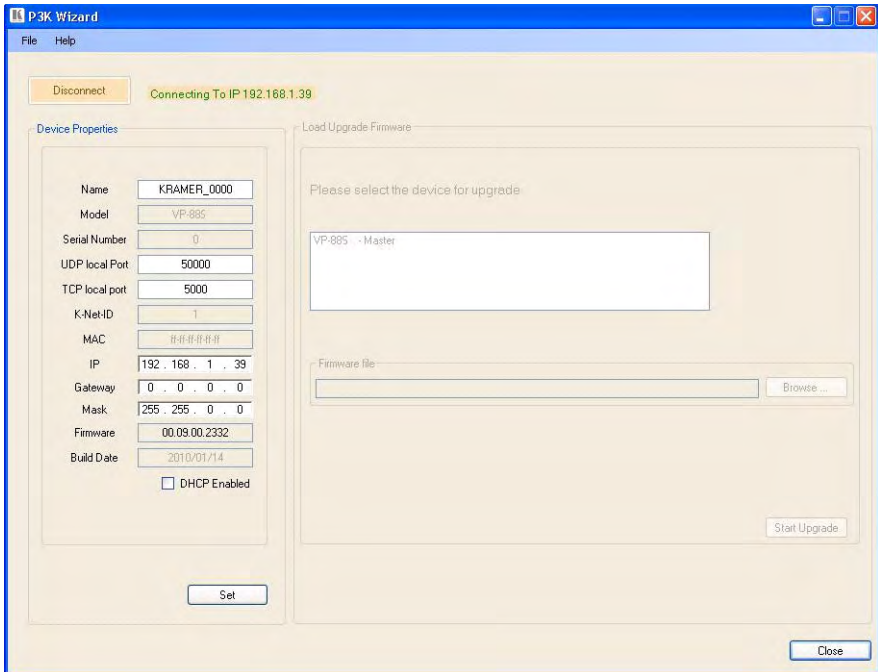 P3K Wizard
File Help
Disconnect
Connecting To IP 192.168.1.39
Device Properties
Name KRAMER_0000
Model VP-88S
Serial Number 0
UDP local Port 50000
TCP local port 5000
K-Net-ID 1
MAC ff-ff-ff-ff-ff-ff
IP 192 . 168 . 1 . 39
Gateway 0 . 0 . 0 . 0
Mask 255 . 255 . 0 . 0
Firmware 00.09.00.2332
Build Date 2010/01/14
DHCP Enabled
Set
Load Upgrade Firmware
Please select the device for upgrade
VP-88S . - Master
Firmware file
Browse ...
Start Upgrade
Close